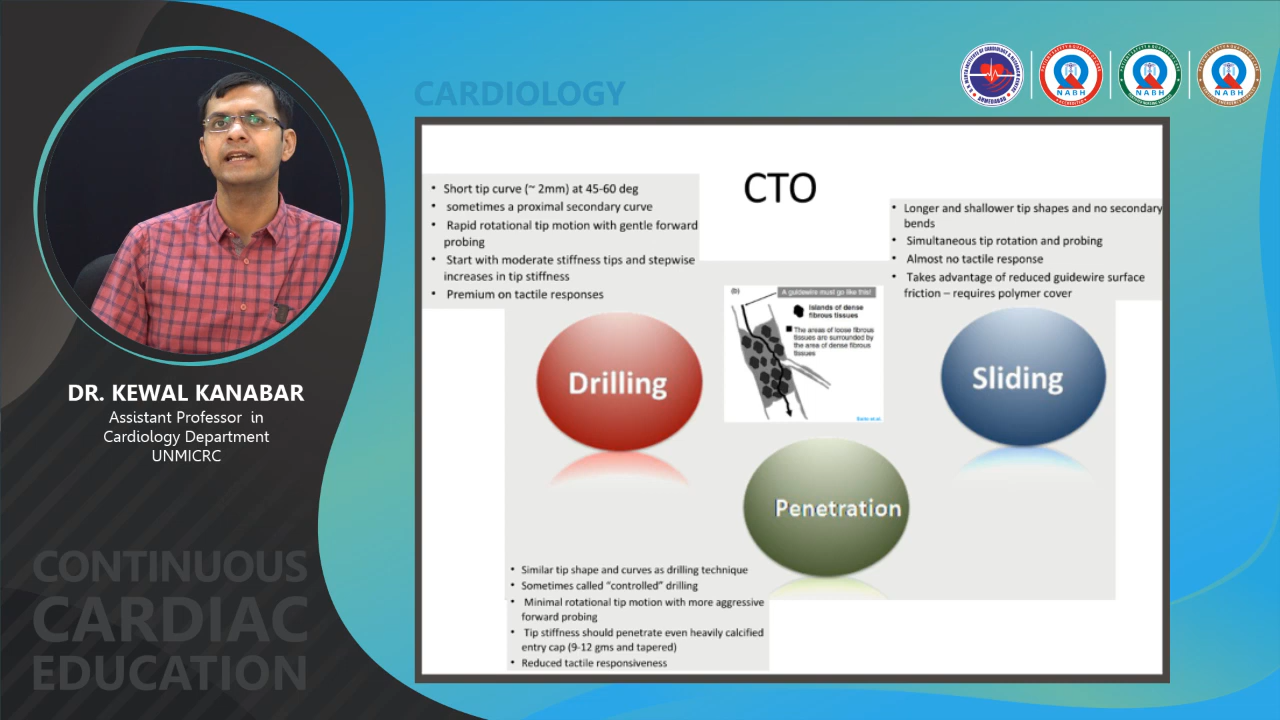 CARDIOLOGY
NABH
NABH
NABH
CTO
• Short tip curve (~ 2mm) at 45-60 deg
• sometimes a proximal secondary curve
• Rapid rotational tip motion with gentle forward
probing
• Start with moderate stiffness tips and stepwise
increases in tip stiffness
• Premium on tactile responses
• Longer and shallower tip shapes and no secondary
bends
• Simultaneous tip rotation and probing
• Almost no tactile response
• Takes advantage of reduced guidewire surface
friction – requires polymer cover
(b)
A guidewire must go like this!
Islands of dense
fibrous tissues
The areas of loose fibrous
tissues are surrounded by
the area of dense fibrous
tissues
Drilling
Sliding
Penetration
• Similar tip shape and curves as drilling technique
• Sometimes called “controlled” drilling
• Minimal rotational tip motion with more aggressive
forward probing
• Tip stiffness should penetrate even heavily calcified
entry cap (9-12 gms and tapered)
• Reduced tactile responsiveness
DR. KEWAL KANABAR
Assistant Professor in
Cardiology Department
UNMICRC
CONTINUOUS
CARDIAC
EDUCATION